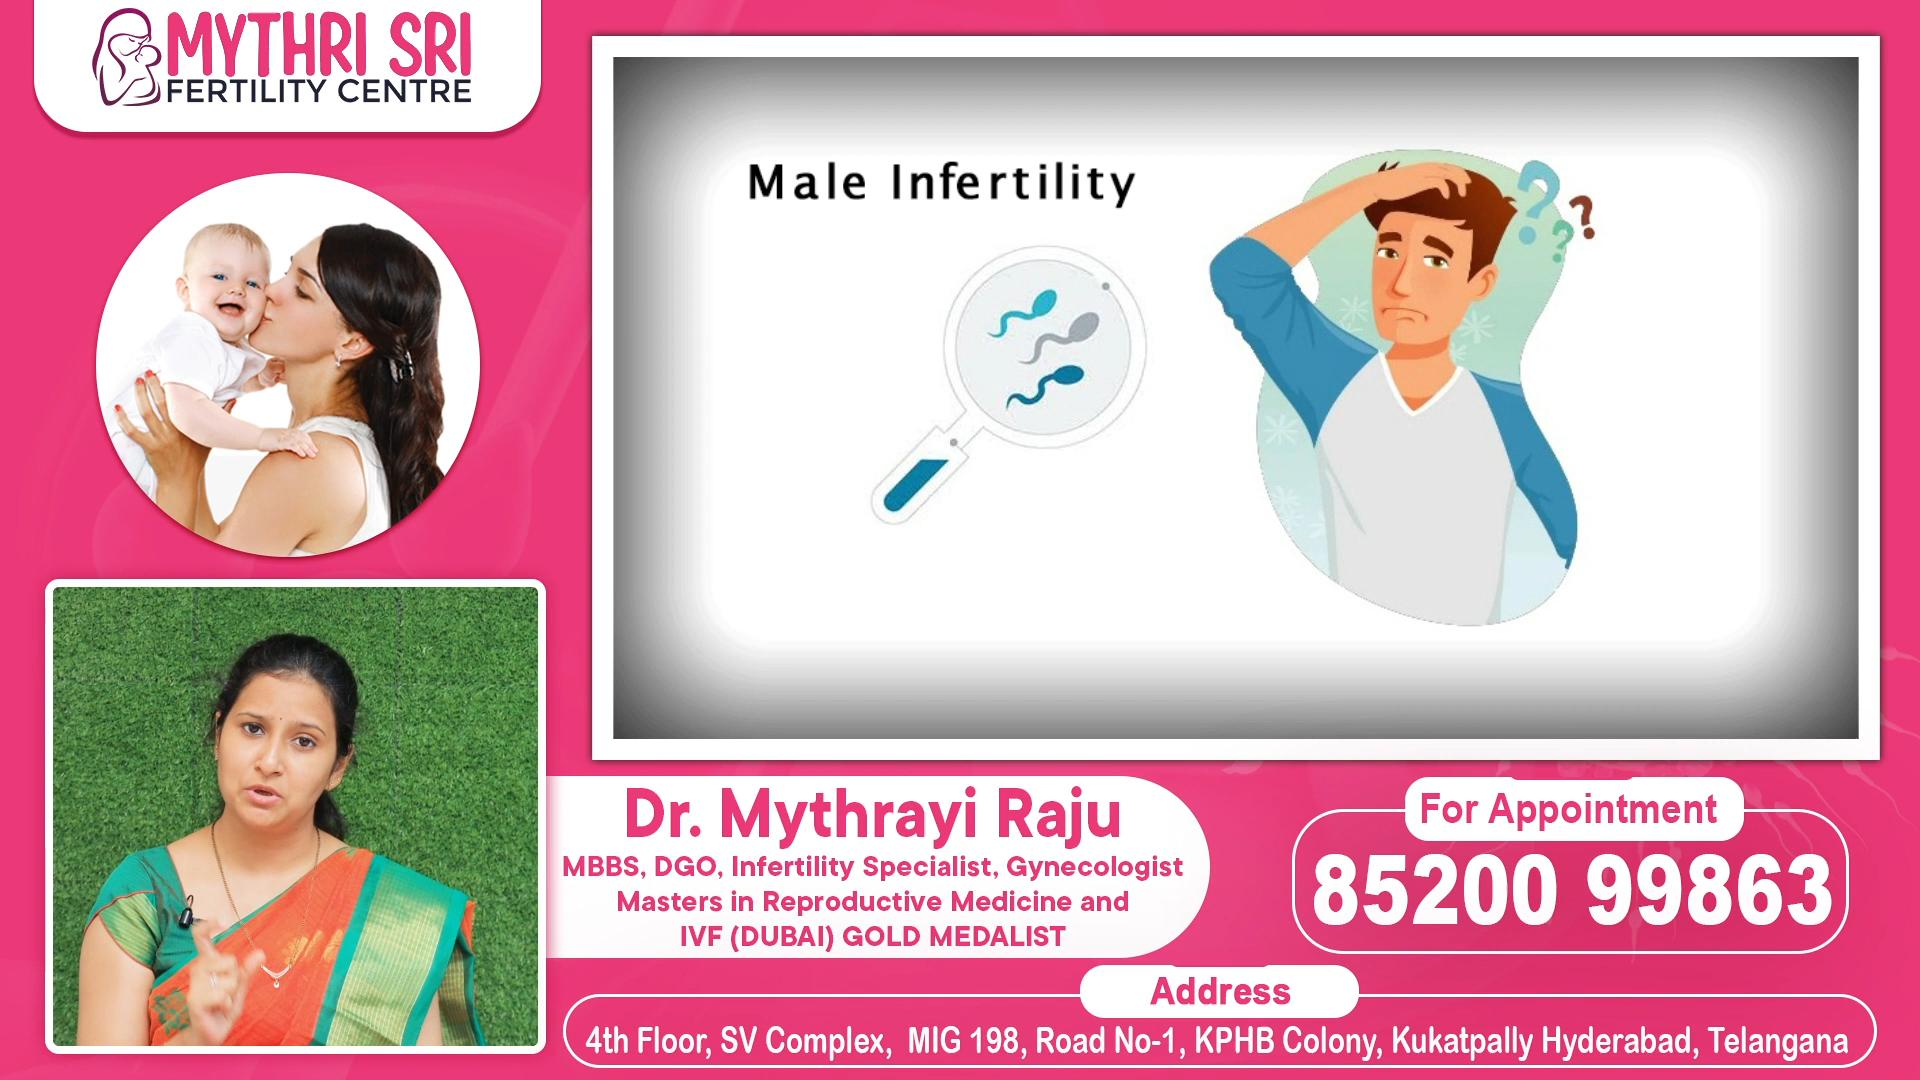 MYTHRI SRI
FERTILITY CENTRE
Male Infertility
? ? ?
Dr. Mythrayi Raju
MBBS, DGO, Infertility Specialist, Gynecologist
Masters in Reproductive Medicine and
IVF (DUBAI) GOLD MEDALIST
For Appointment
85200 99863
Address
4th Floor, SV Complex, MIG 198, Road No-1, KPHB Colony, Kukatpally Hyderabad, Telangana